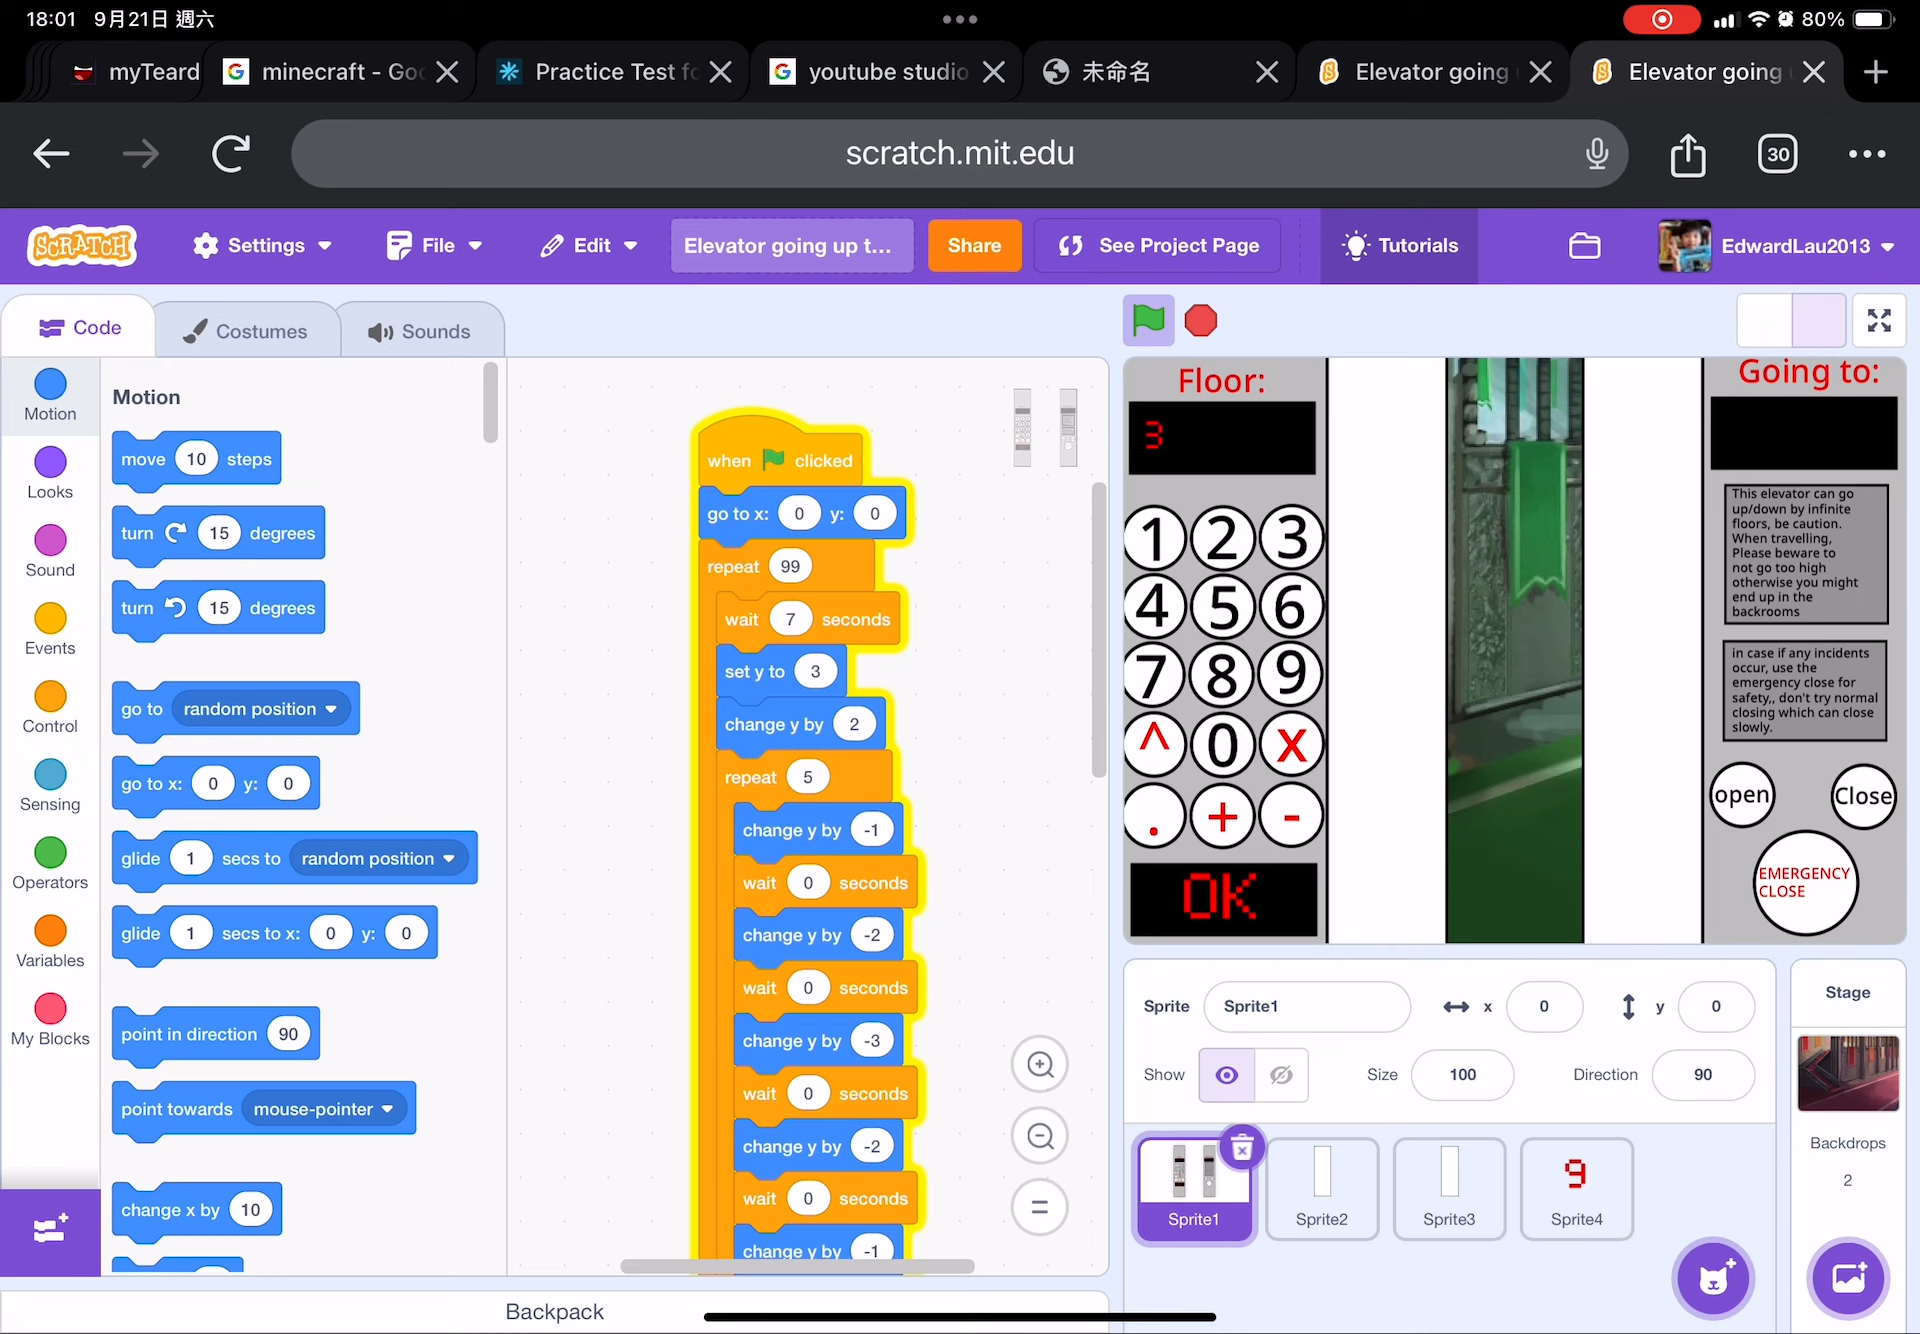 18:01 9月21日 週六
80%
myTeard
minecraft - Goo
Practice Test fo
youtube studio
未命名
Elevator going
Elevator going
scratch.mit.edu
30
SCRATCH
Settings
File
Edit
Elevator going up t...
Share
See Project Page
Tutorials
EdwardLau2013
Code
Costumes
Sounds
Motion
Looks
Sound
Events
Control
Sensing
Operators
Variables
My Blocks
Motion
move 10 steps
turn 15 degrees
turn 15 degrees
go to random position
go to x: 0 y: 0
glide 1 secs to random position
glide 1 secs to x: 0 y: 0
point in direction 90
point towards mouse-pointer
change x by 10
when clicked
go to x: 0 y: 0
repeat 99
wait 7 seconds
set y to 3
change y by 2
repeat 5
change y by -1
wait 0 seconds
change y by -2
wait 0 seconds
change y by -3
wait 0 seconds
change y by -2
wait 0 seconds
change y by -1
Backpack
Floor:
3
1 2 3
4 5 6
7 8 9
^ 0 X
. + -
OK
Going to:
This elevator can go
up/down by infinite
floors, be caution.
When travelling,
Please beware to
not go too high
otherwise you might
end up in the
backrooms
in case if any incidents
occur, use the
emergency close for
safety,, don't try normal
closing which can close
slowly.
open
Close
EMERGENCY
CLOSE
Sprite Sprite1 x 0 y 0
Show Size 100 Direction 90
Sprite1
Sprite2
Sprite3
9
Sprite4
Stage
Backdrops
2